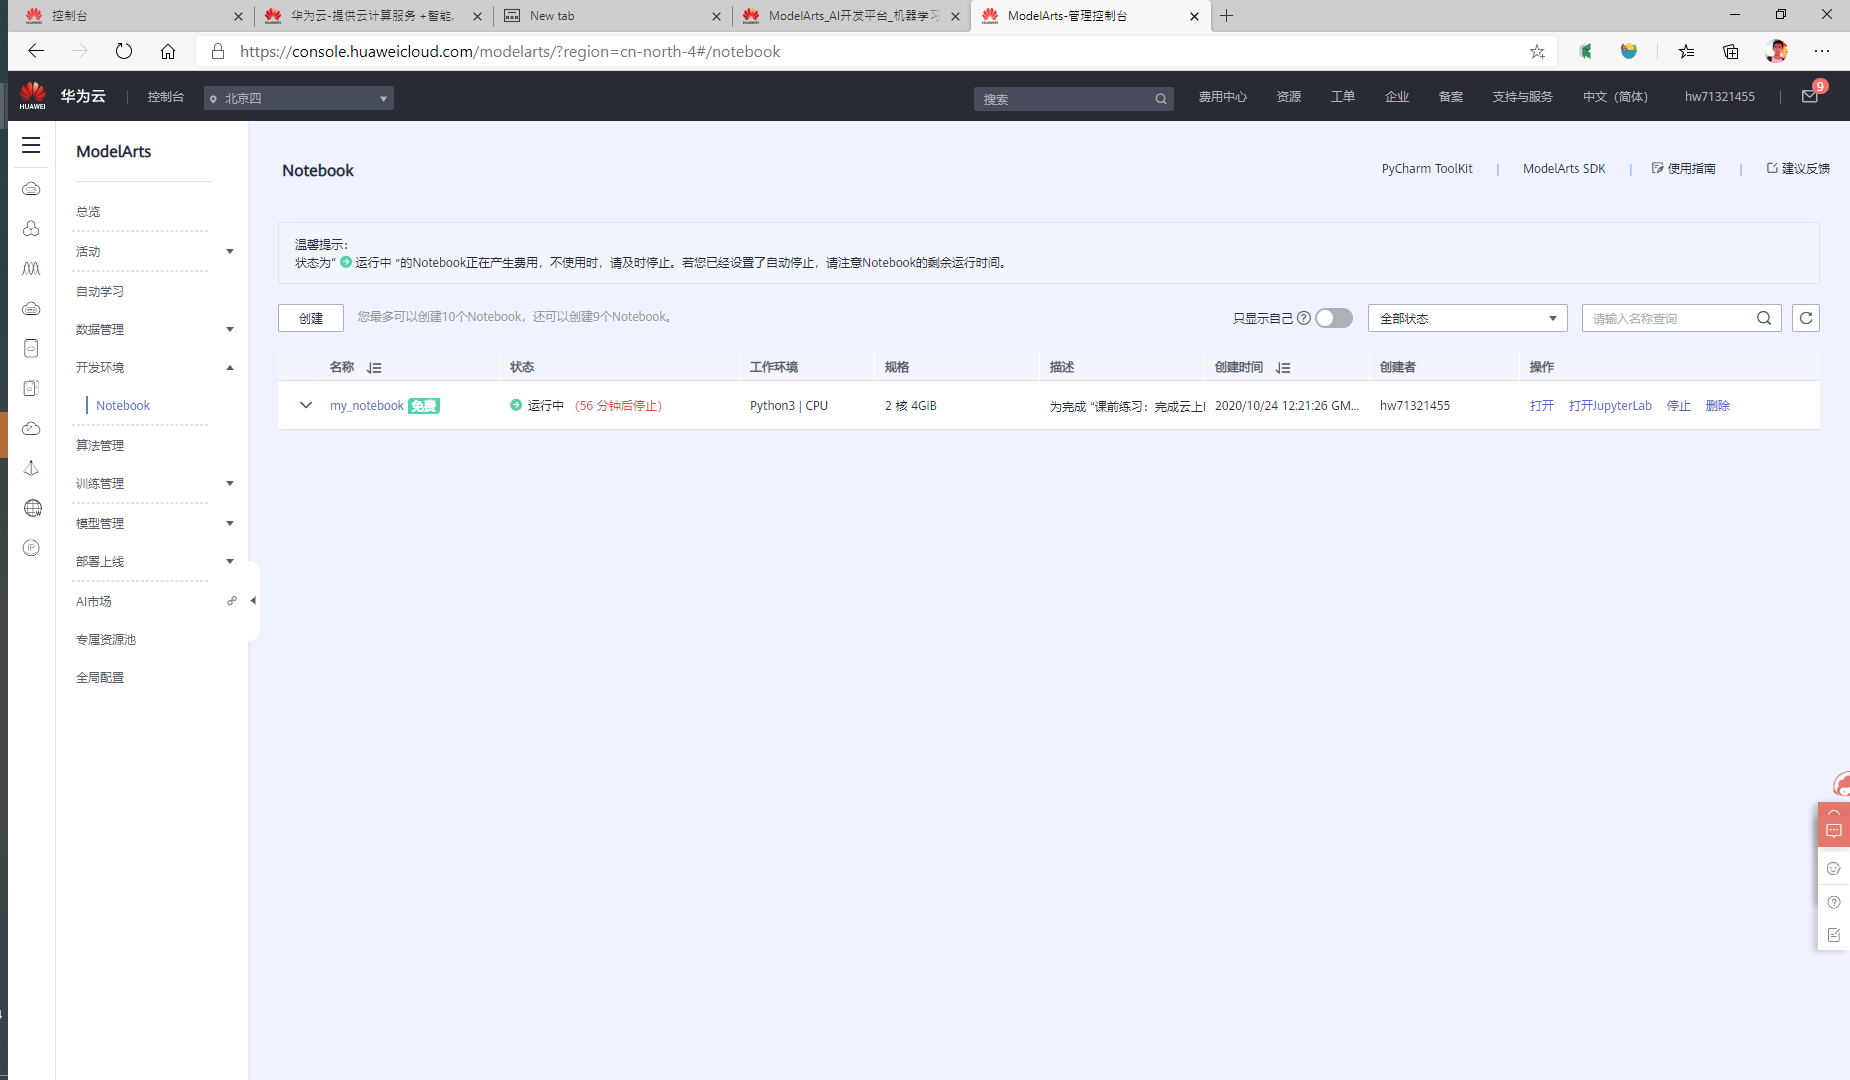 控制台
华为云-提供云计算服务 +智能,
New tab
ModelArts_AI开发平台_机器学习
ModelArts-管理控制台
https://console.huaweicloud.com/modelarts/?region=cn-north-4#/notebook
HUAWEI
华为云
控制台
北京四
搜索
费用中心
资源
工单
企业
备案
支持与服务
中文（简体）
hw71321455
9
ModelArts
总览
活动
自动学习
数据管理
开发环境
Notebook
算法管理
训练管理
模型管理
部署上线
AI市场
专属资源池
全局配置
Notebook
PyCharm ToolKit | ModelArts SDK | 使用指南 | 建议反馈
温馨提示：
状态为“ 运行中 “的Notebook正在产生费用，不使用时，请及时停止。若您已经设置了自动停止，请注意Notebook的剩余运行时间。
创建 您最多可以创建10个Notebook，还可以创建9个Notebook。
只显示自己
全部状态
请输入名称查询
名称 状态 工作环境 规格 描述 创建时间 创建者 操作
my_notebook 免费 运行中 （56 分钟后停止） Python3 | CPU 2 核 4GiB 为完成 “课前练习：完成云上 2020/10/24 12:21:26 GM... hw71321455 打开 打开JupyterLab 停止 删除
IP